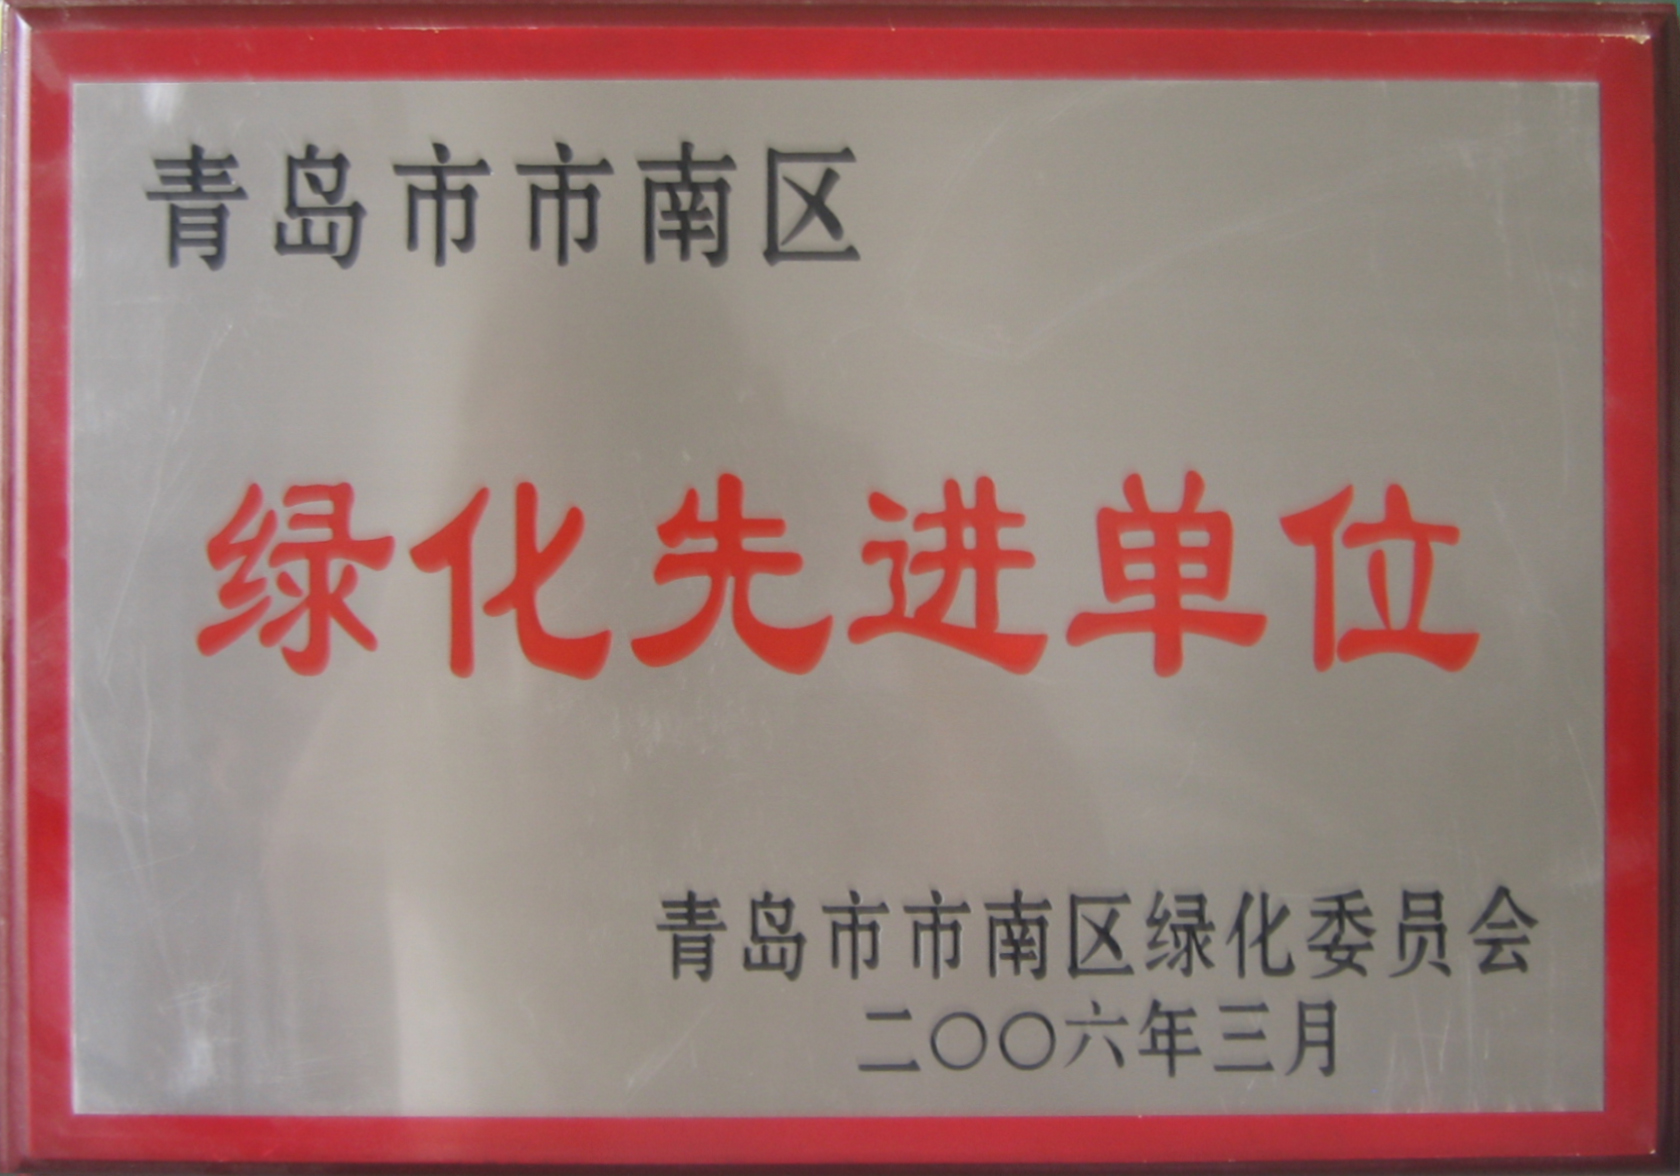 青岛市市南区
绿化先进单位
青岛市市南区绿化委员会
二〇〇六年三月